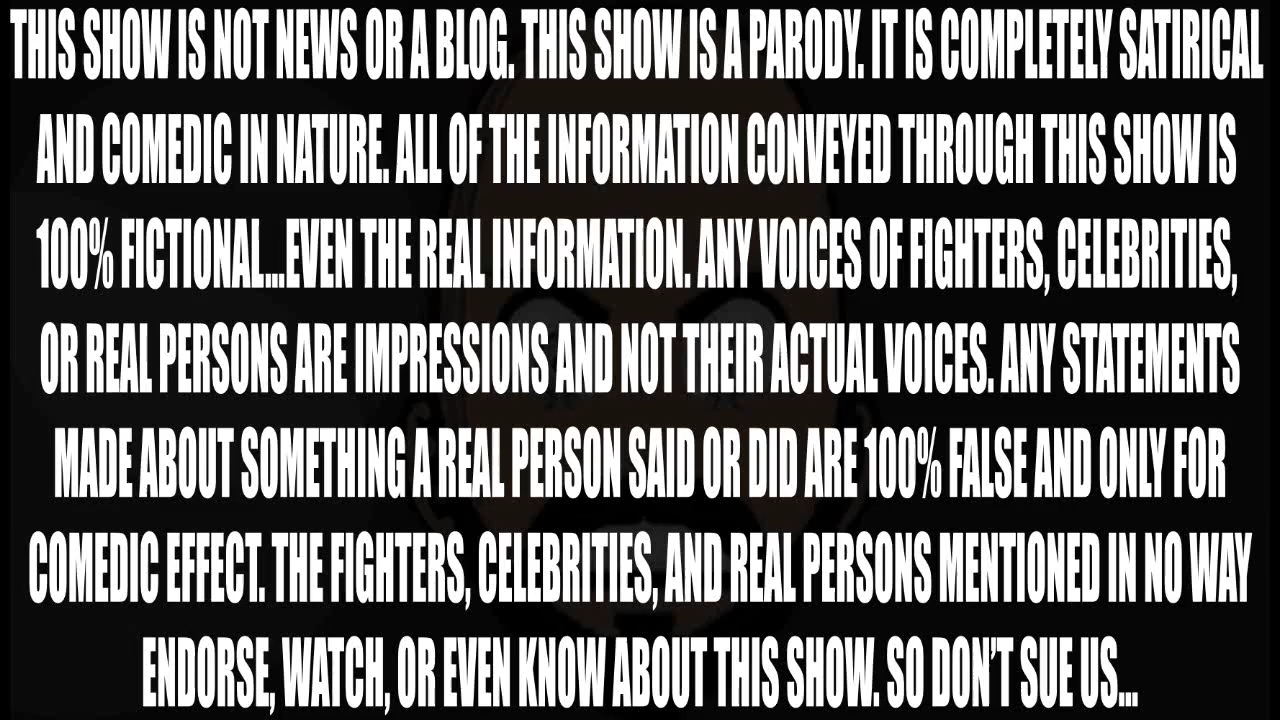 THIS SHOW IS NOT NEWS OR A BLOG. THIS SHOW IS A PARODY. IT IS COMPLETELY SATIRICAL
AND COMEDIC IN NATURE. ALL OF THE INFORMATION CONVEYED THROUGH THIS SHOW IS
100% FICTIONAL...EVEN THE REAL INFORMATION. ANY VOICES OF FIGHTERS, CELEBRITIES,
OR REAL PERSONS ARE IMPRESSIONS AND NOT THEIR ACTUAL VOICES. ANY STATEMENTS
MADE ABOUT SOMETHING A REAL PERSON SAID OR DID ARE 100% FALSE AND ONLY FOR
COMEDIC EFFECT. THE FIGHTERS, CELEBRITIES, AND REAL PERSONS MENTIONED IN NO WAY
ENDORSE, WATCH, OR EVEN KNOW ABOUT THIS SHOW. SO DON'T SUE US...